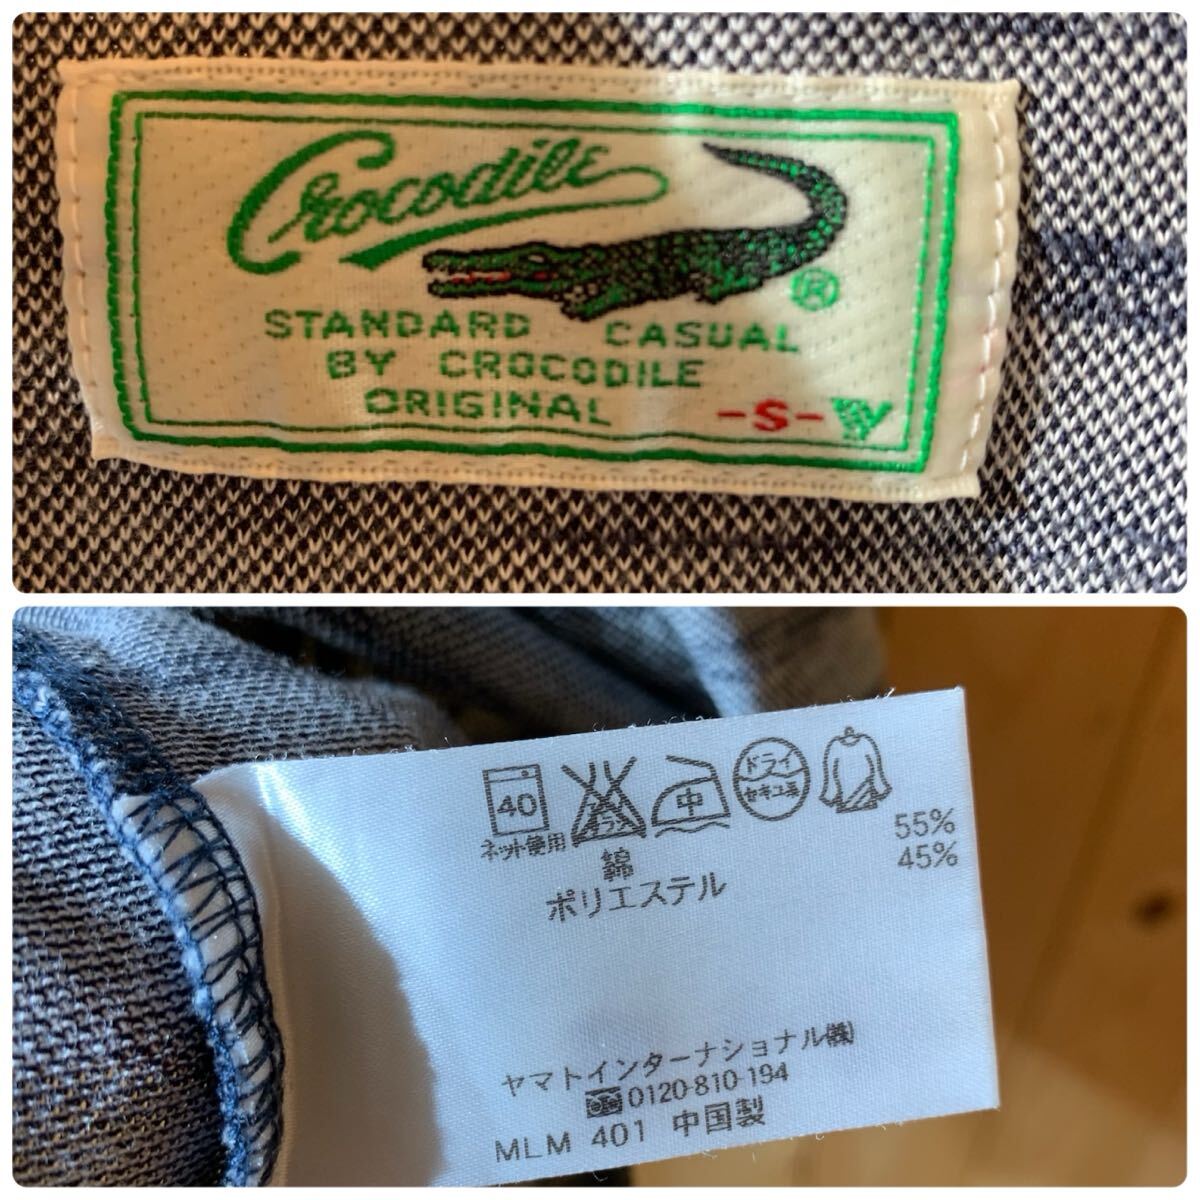 Crocodile
®
STANDARD CASUAL
BY CROCODILE
ORIGINAL -S-
40
ネット使用
中
ドライ
セキユ系
綿 55%
ポリエステル 45%
ヤマトインターナショナル㈱
0120-810-194
MLM 401 中国製